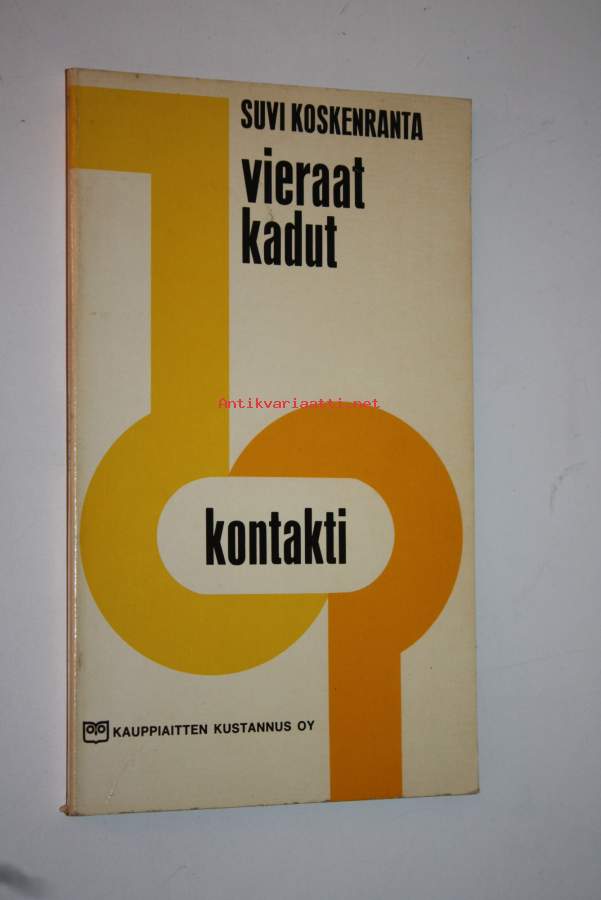 SUVI KOSKENRANTA
vieraat
kadut
Antikvariaatti.net
kontakti
KAUPPIAITTEN KUSTANNUS OY